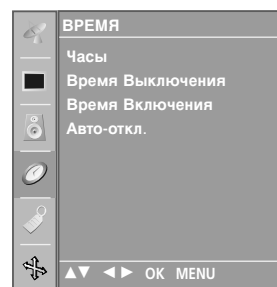 ВРЕМЯ
Часы
Время Выключения
Время Включения
Авто-откл.
▲▼ ◄► OK MENU